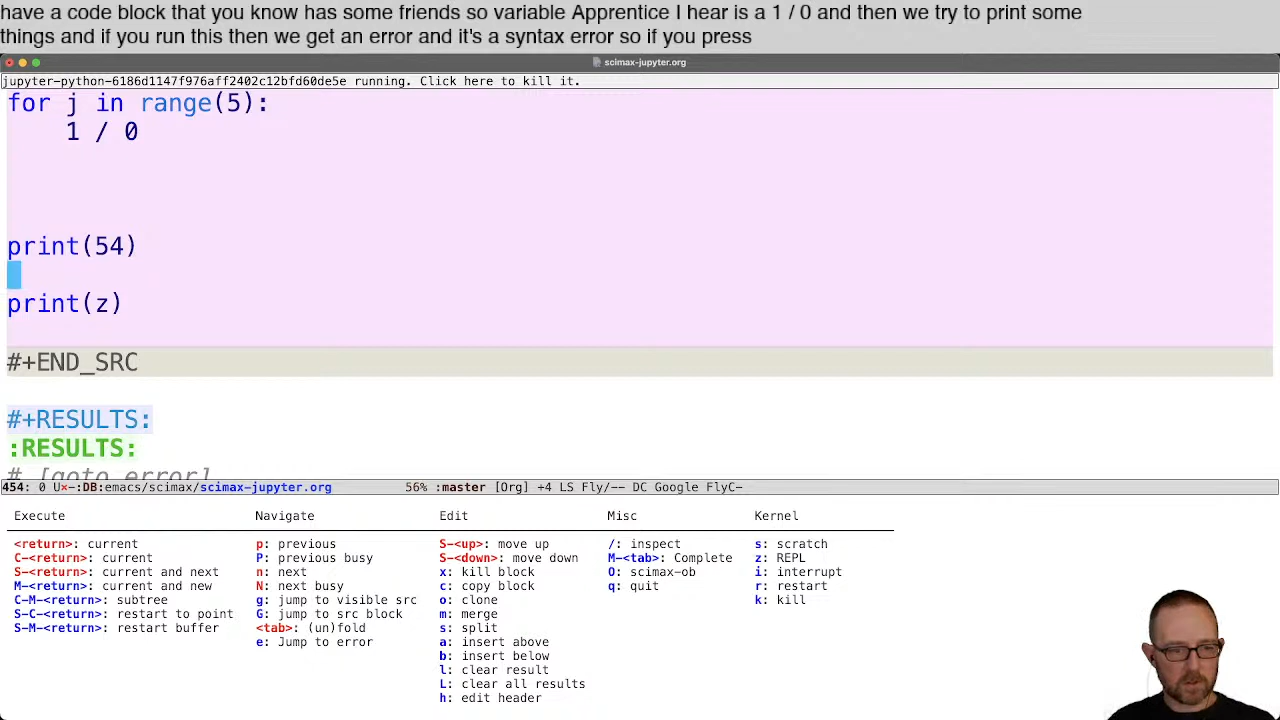 have a code block that you know has some friends so variable Apprentice I hear is a 1 / 0 and then we try to print some
things and if you run this then we get an error and it's a syntax error so if you press
scimax-jupyter.org
jupyter-python-6186d1147f976aff2402c12bfd60de5e running. Click here to kill it.
for j in range(5):
    1 / 0
print(54)
print(z)
#+END_SRC
#+RESULTS:
:RESULTS:
# [goto error]
454: 0 U×-:DB:emacs/scimax/scimax-jupyter.org 56% :master [Org] +4 LS Fly/-- DC Google FlyC-
Execute Navigate Edit Misc Kernel
<return>: current p: previous S-<up>: move up /: inspect s: scratch
C-<return>: current P: previous busy S-<down>: move down M-<tab>: Complete z: REPL
S-<return>: current and next n: next x: kill block O: scimax-ob i: interrupt
M-<return>: current and new N: next busy c: copy block q: quit r: restart
C-M-<return>: subtree g: jump to visible src o: clone k: kill
S-C-<return>: restart to point G: jump to src block m: merge
S-M-<return>: restart buffer <tab>: (un)fold s: split
e: Jump to error a: insert above
b: insert below
l: clear result
L: clear all results
h: edit header